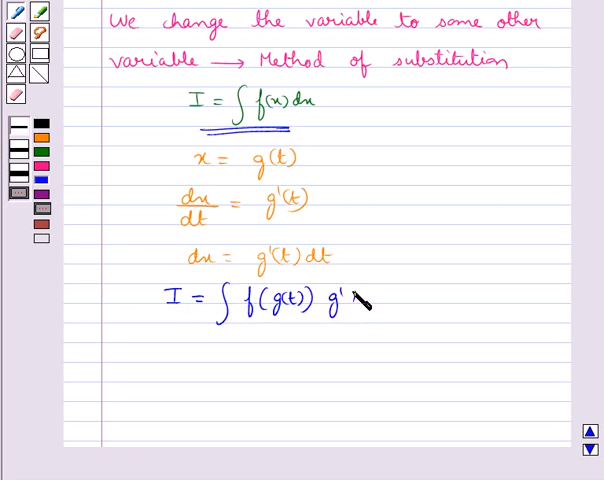 We change the variable to some other
variable ⟶ Method of substitution
I = ∫ f(x) dx
x = g(t)
dx/dt = g'(t)
dx = g'(t) dt
I = ∫ f(g(t)) g'